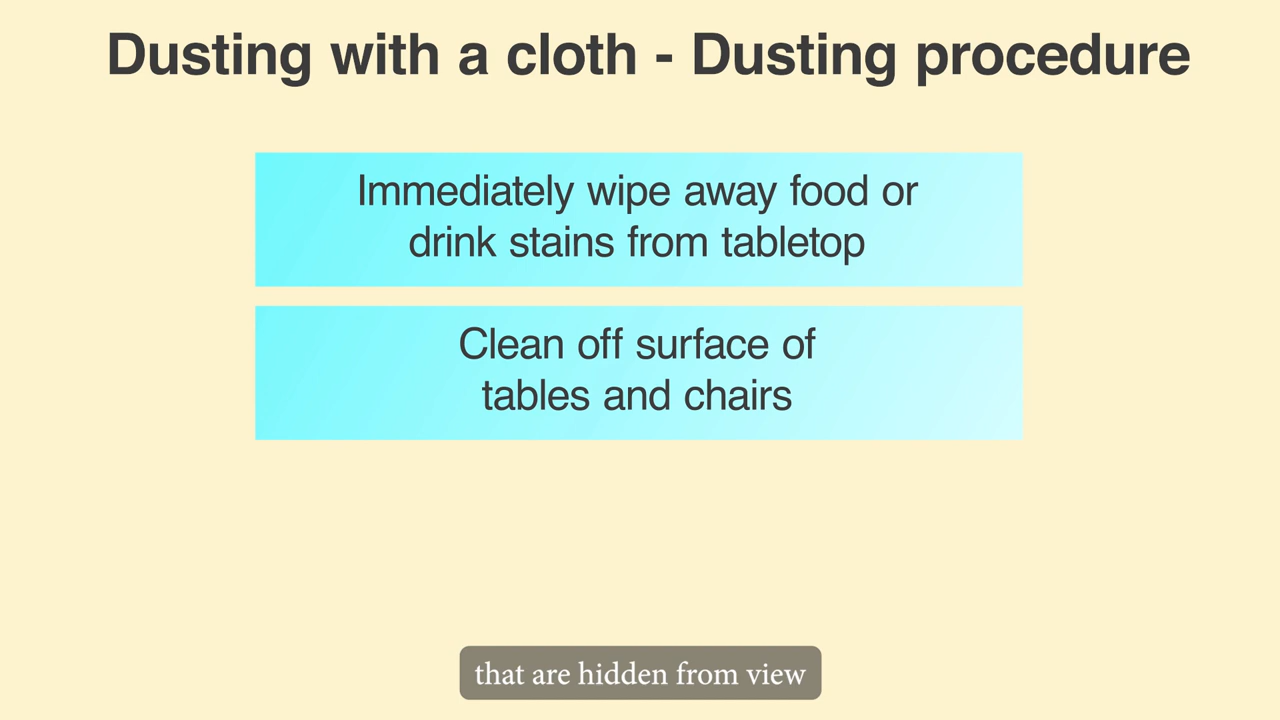 Dusting with a cloth - Dusting procedure
Immediately wipe away food or
drink stains from tabletop
Clean off surface of
tables and chairs
that are hidden from view